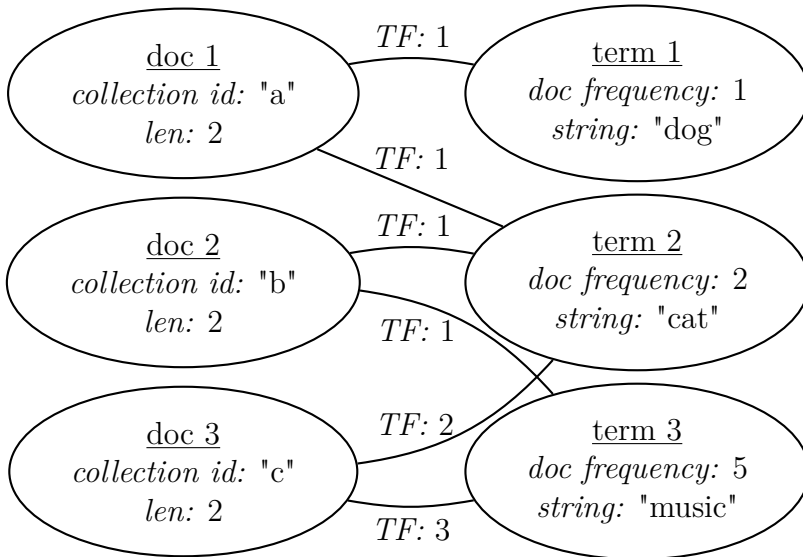 doc 1
collection id: "a"
len: 2
TF: 1
term 1
doc frequency: 1
string: "dog"
TF: 1
doc 2
collection id: "b"
len: 2
TF: 1
term 2
doc frequency: 2
string: "cat"
TF: 1
doc 3
collection id: "c"
len: 2
TF: 2
term 3
doc frequency: 5
string: "music"
TF: 3